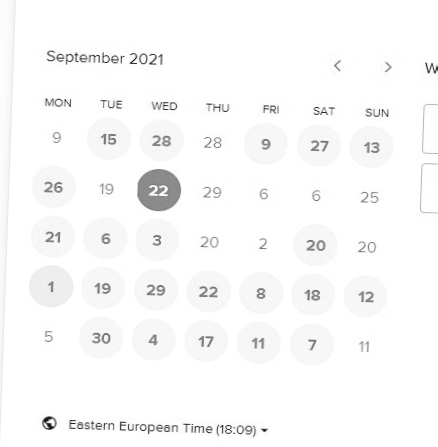 September 2021
W
MON TUE WED THU FRI SAT SUN
9 15 28 28 9 27 13
26 19 22 29 6 6 25
21 6 3 20 2 20 20
1 19 29 22 8 18 12
5 30 4 17 11 7 11
Eastern European Time (18:09)